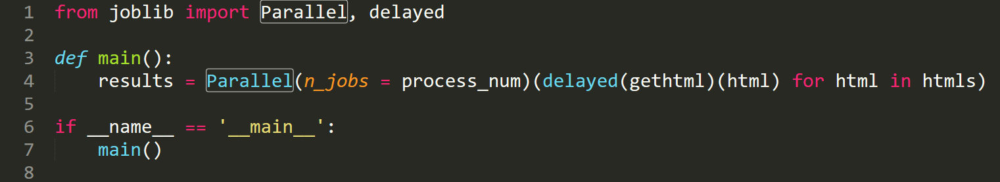 1 from joblib import Parallel, delayed
2
3 def main():
4     results = Parallel(n_jobs = process_num)(delayed(gethtml)(html) for html in htmls)
5
6 if __name__ == '__main__':
7     main()
8